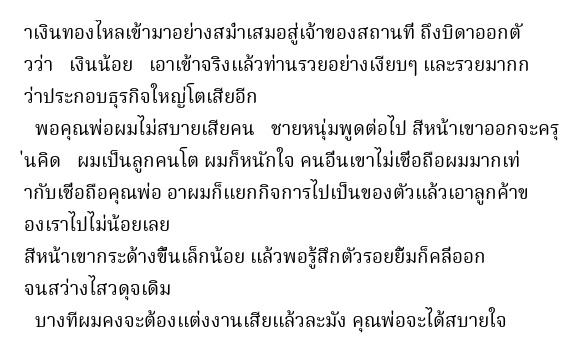 าเงินทองไหลเข้ามาอย่างสม่ำเสมอสู่เจ้าของสถานที่ ถึงบิดาออกตั
วว่า   เงินน้อย   เอาเข้าจริงแล้วท่านรวยอย่างเงียบๆ และรวยมากก
ว่าประกอบธุรกิจใหญ่โตเสียอีก
  พอคุณพ่อผมไม่สบายเสียคน   ชายหนุ่มพูดต่อไป สีหน้าเขาออกจะครุ
่นคิด   ผมเป็นลูกคนโต ผมก็หนักใจ คนอื่นเขาไม่เชื่อถือผมมากเท่
ากับเชื่อถือคุณพ่อ อาผมก็แยกกิจการไปเป็นของตัวแล้วเอาลูกค้าข
องเราไปไม่น้อยเลย
สีหน้าเขากระด้างขึ้นเล็กน้อย แล้วพอรู้สึกตัวรอยยิ้มก็คลี่ออก
จนสว่างไสวดุจเดิม
  บางทีผมคงจะต้องแต่งงานเสียแล้วละมัง คุณพ่อจะได้สบายใจ